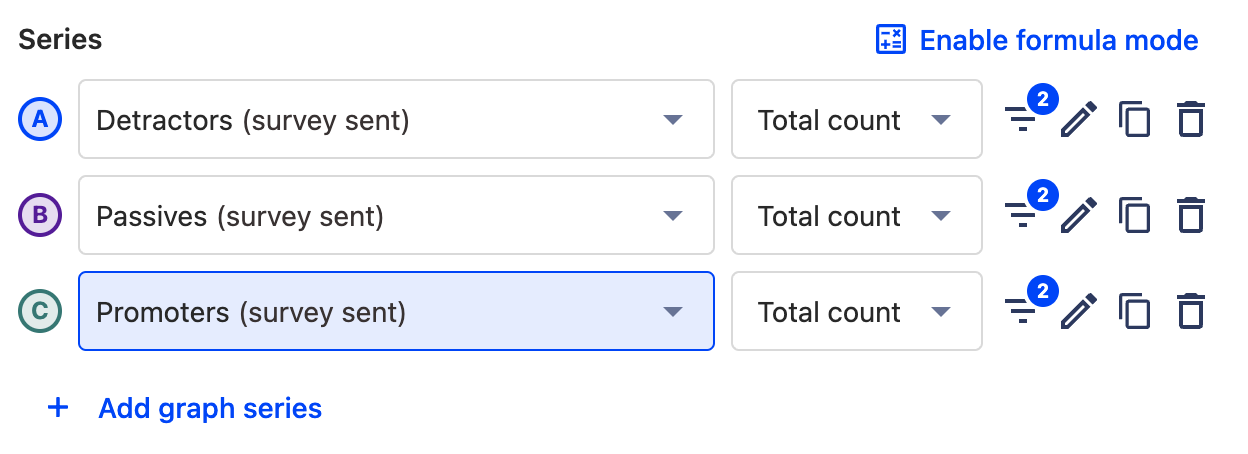 Series
Enable formula mode
A Detractors (survey sent) Total count 2
B Passives (survey sent) Total count 2
C Promoters (survey sent) Total count 2
+ Add graph series